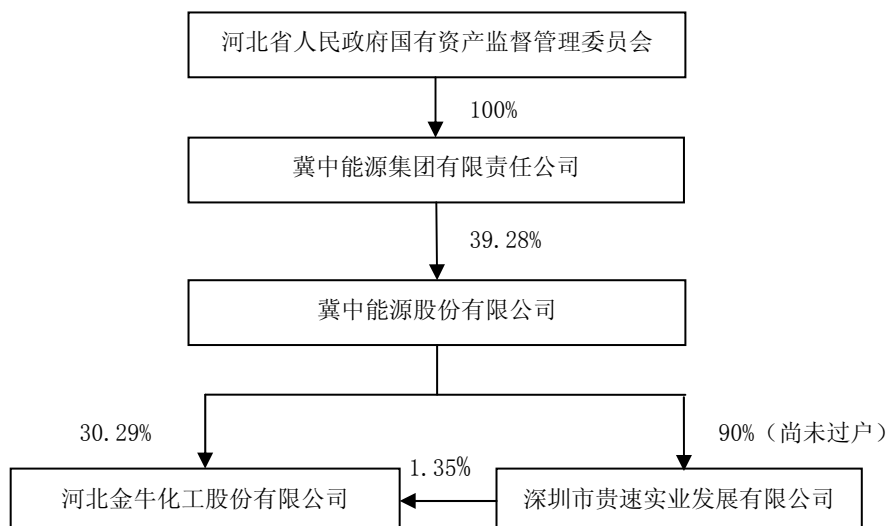 河北省人民政府国有资产监督管理委员会
100%
冀中能源集团有限责任公司
39.28%
冀中能源股份有限公司
30.29%
90%（尚未过户）
1.35%
河北金牛化工股份有限公司
深圳市贵速实业发展有限公司